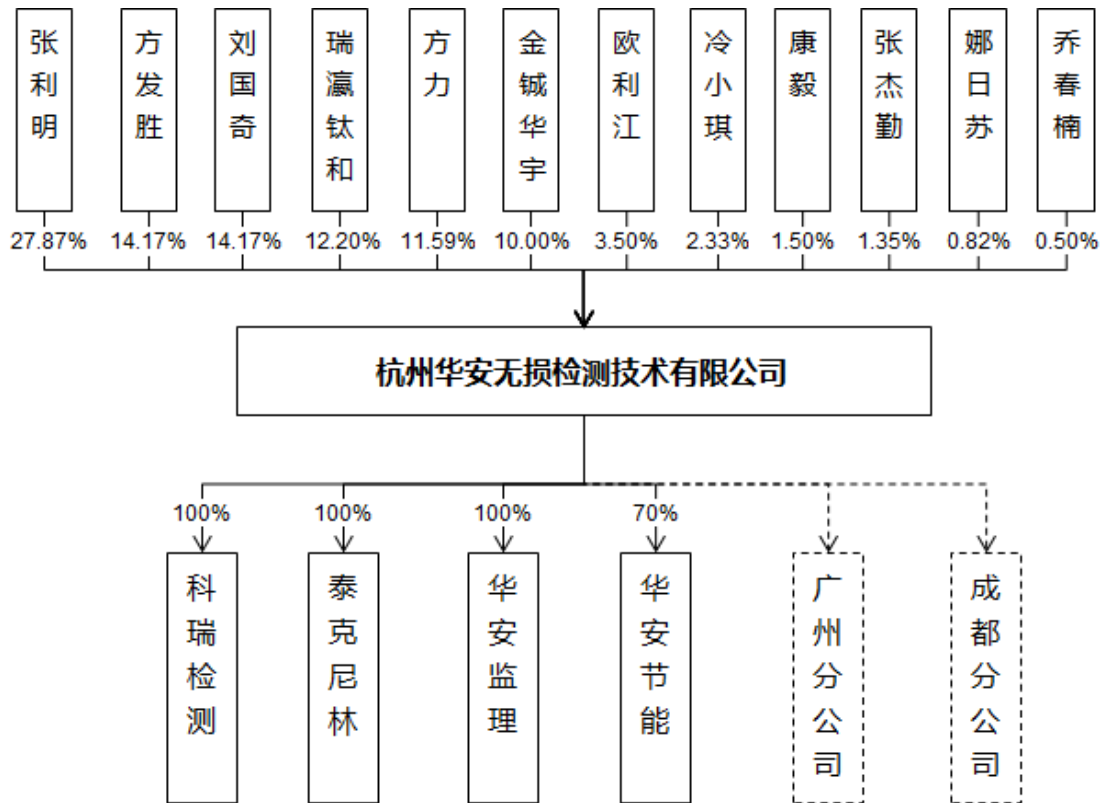 张利明
方发胜
刘国奇
瑞瀛钛和
方力
金铖华宇
欧利江
冷小琪
康毅
张杰勤
娜日苏
乔春楠
27.87%
14.17%
14.17%
12.20%
11.59%
10.00%
3.50%
2.33%
1.50%
1.35%
0.82%
0.50%
杭州华安无损检测技术有限公司
100%
100%
100%
70%
科瑞检测
泰克尼林
华安监理
华安节能
广州分公司
成都分公司